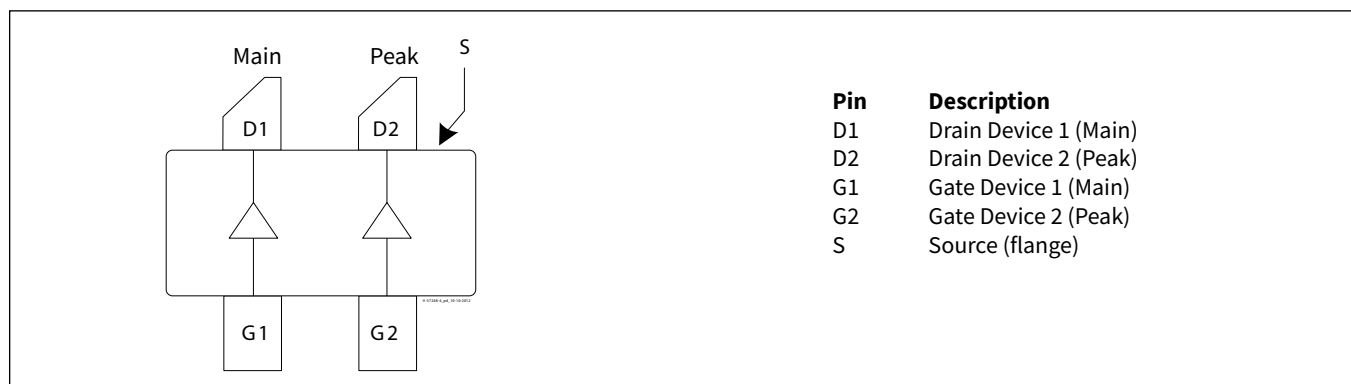 Main Peak S
D1 D2
G1 G2
Pin Description
D1 Drain Device 1 (Main)
D2 Drain Device 2 (Peak)
G1 Gate Device 1 (Main)
G2 Gate Device 2 (Peak)
S Source (flange)